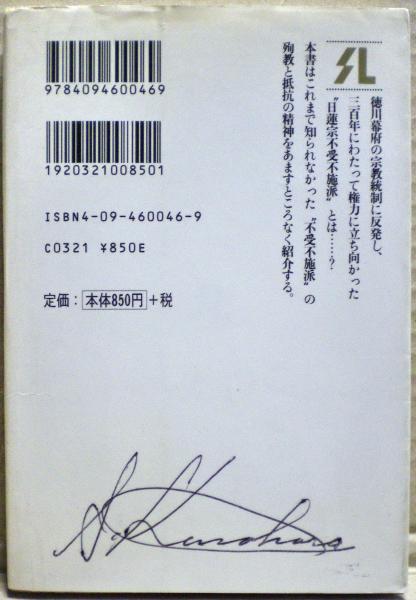 徳川幕府の宗教統制に反発し、
三百年にわたって権力に立ち向かった
〝日蓮宗不受不施派〟とは……?
本書はこれまで知られなかった〝不受不施派〟の
殉教と抵抗の精神をあますところなく紹介する。
SL
9784094600469
1920321008501
ISBN4-09-460046-9
C0321 ¥850E
定価：本体850円+税